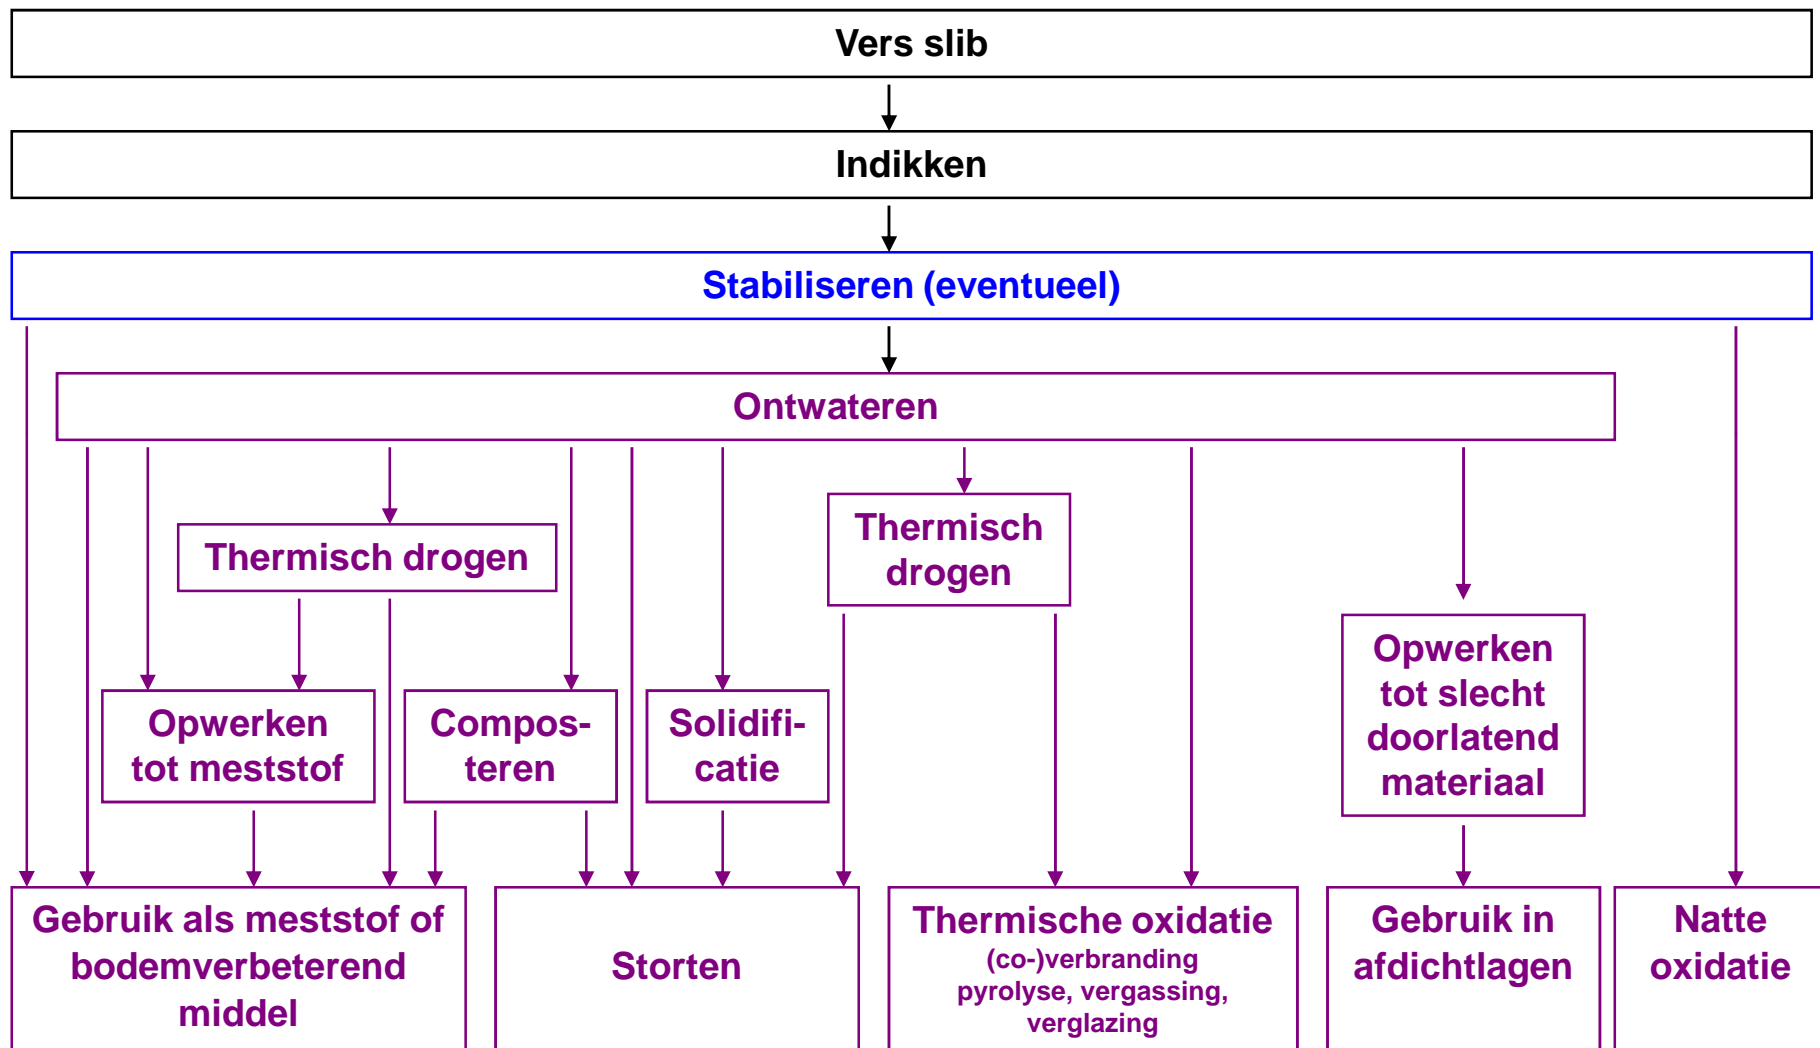 Vers slib
Indikken
Stabiliseren (eventueel)
Ontwateren
Thermisch drogen
Thermisch
drogen
Opwerken
tot meststof
Compos-
teren
Solidifi-
catie
Opwerken
tot slecht
doorlatend
materiaal
Gebruik als meststof of
bodemverbeterend
middel
Storten
Thermische oxidatie
(co-)verbranding
pyrolyse, vergassing,
verglazing
Gebruik in
afdichtlagen
Natte
oxidatie